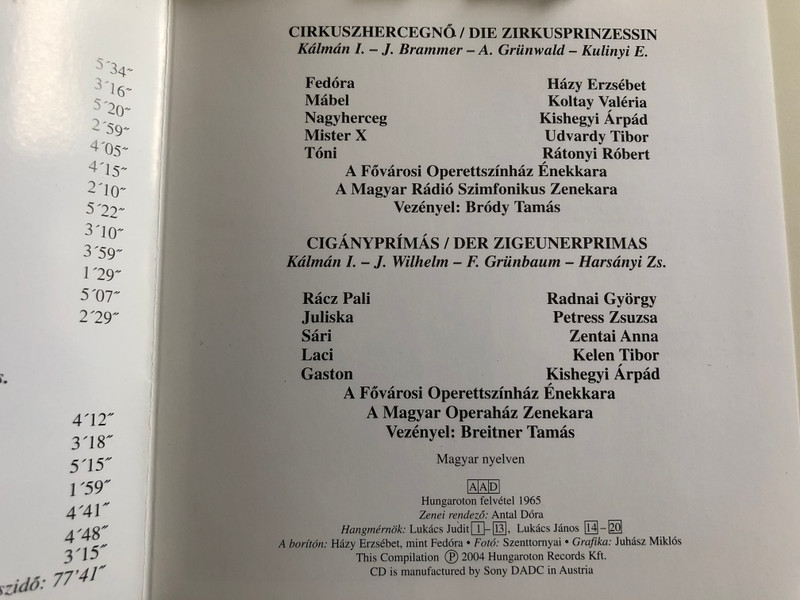 5´34˝
3´16˝
5´20˝
2´59˝
4´05˝
4´15˝
2´10˝
5´22˝
3´10˝
3´59˝
1´29˝
5´07˝
2´29˝
s.
4´12˝
3´18˝
5´15˝
1´59˝
4´41˝
4´48˝
3´15˝
szidő: 77´41˝
CIRKUSZHERCEGNŐ / DIE ZIRKUSPRINZESSIN
Kálmán I. – J. Brammer – A. Grünwald – Kulinyi E.
Fedóra Házy Erzsébet
Mábel Koltay Valéria
Nagyherceg Kishegyi Árpád
Mister X Udvardy Tibor
Tóni Rátonyi Róbert
A Fővárosi Operettszínház Énekkara
A Magyar Rádió Szimfonikus Zenekara
Vezényel: Bródy Tamás
CIGÁNYPRÍMÁS / DER ZIGEUNERPRIMAS
Kálmán I. – J. Wilhelm – F. Grünbaum – Harsányi Zs.
Rácz Pali Radnai György
Juliska Petress Zsuzsa
Sári Zentai Anna
Laci Kelen Tibor
Gaston Kishegyi Árpád
A Fővárosi Operettszínház Énekkara
A Magyar Operaház Zenekara
Vezényel: Breitner Tamás
Magyar nyelven
AAD
Hungaroton felvétel 1965
Zenei rendező: Antal Dóra
Hangmérnök: Lukács Judit 1–13, Lukács János 14–20
A borítón: Házy Erzsébet, mint Fedóra • Fotó: Szenttornyai • Grafika: Juhász Miklós
This Compilation Ⓟ 2004 Hungaroton Records Kft.
CD is manufactured by Sony DADC in Austria